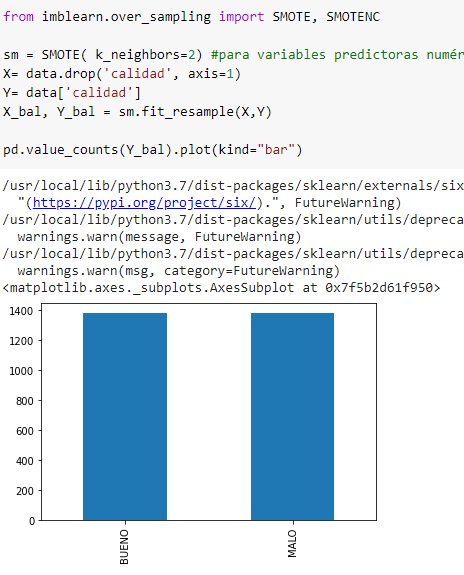 from imblearn.over_sampling import SMOTE, SMOTENC
sm = SMOTE( k_neighbors=2) #para variables predictoras numér
X= data.drop('calidad', axis=1)
Y= data['calidad']
X_bal, Y_bal = sm.fit_resample(X,Y)
pd.value_counts(Y_bal).plot(kind="bar")
/usr/local/lib/python3.7/dist-packages/sklearn/externals/six
"(https://pypi.org/project/six/).", FutureWarning)
/usr/local/lib/python3.7/dist-packages/sklearn/utils/depreca
warnings.warn(message, FutureWarning)
/usr/local/lib/python3.7/dist-packages/sklearn/utils/depreca
warnings.warn(msg, category=FutureWarning)
<matplotlib.axes._subplots.AxesSubplot at 0x7f5b2d61f950>
1400
1200
1000
800
600
400
200
0
BUENO
MALO